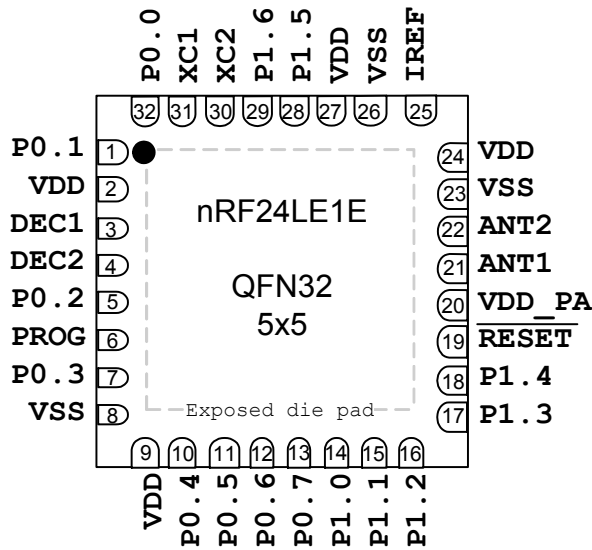 P0.0
XC1
XC2
P1.6
P1.5
VDD
VSS
IREF
32
31
30
29
28
27
26
25
P0.1 1
VDD 2
DEC1 3
DEC2 4
P0.2 5
PROG 6
P0.3 7
VSS 8
nRF24LE1E
QFN32
5x5
Exposed die pad
24 VDD
23 VSS
22 ANT2
21 ANT1
20 VDD_PA
19 RESET
18 P1.4
17 P1.3
9
10
11
12
13
14
15
16
VDD
P0.4
P0.5
P0.6
P0.7
P1.0
P1.1
P1.2